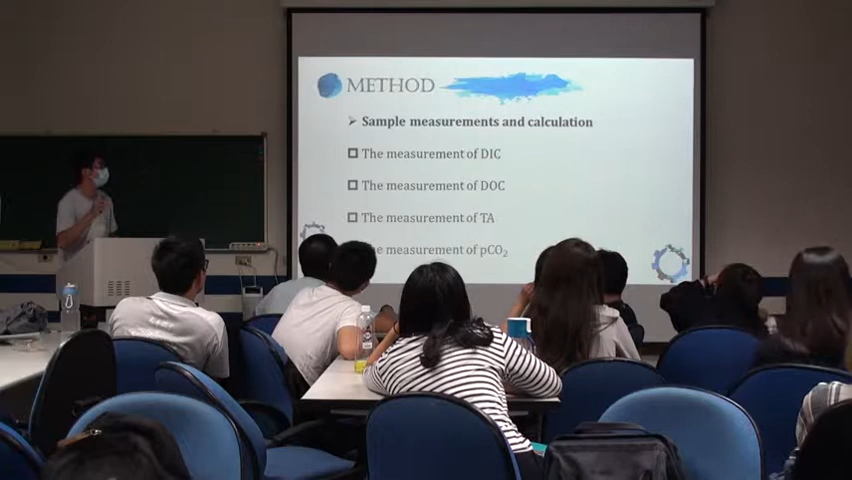 METHOD
Sample measurements and calculation
The measurement of DIC
The measurement of DOC
The measurement of TA
measurement of pCO₂